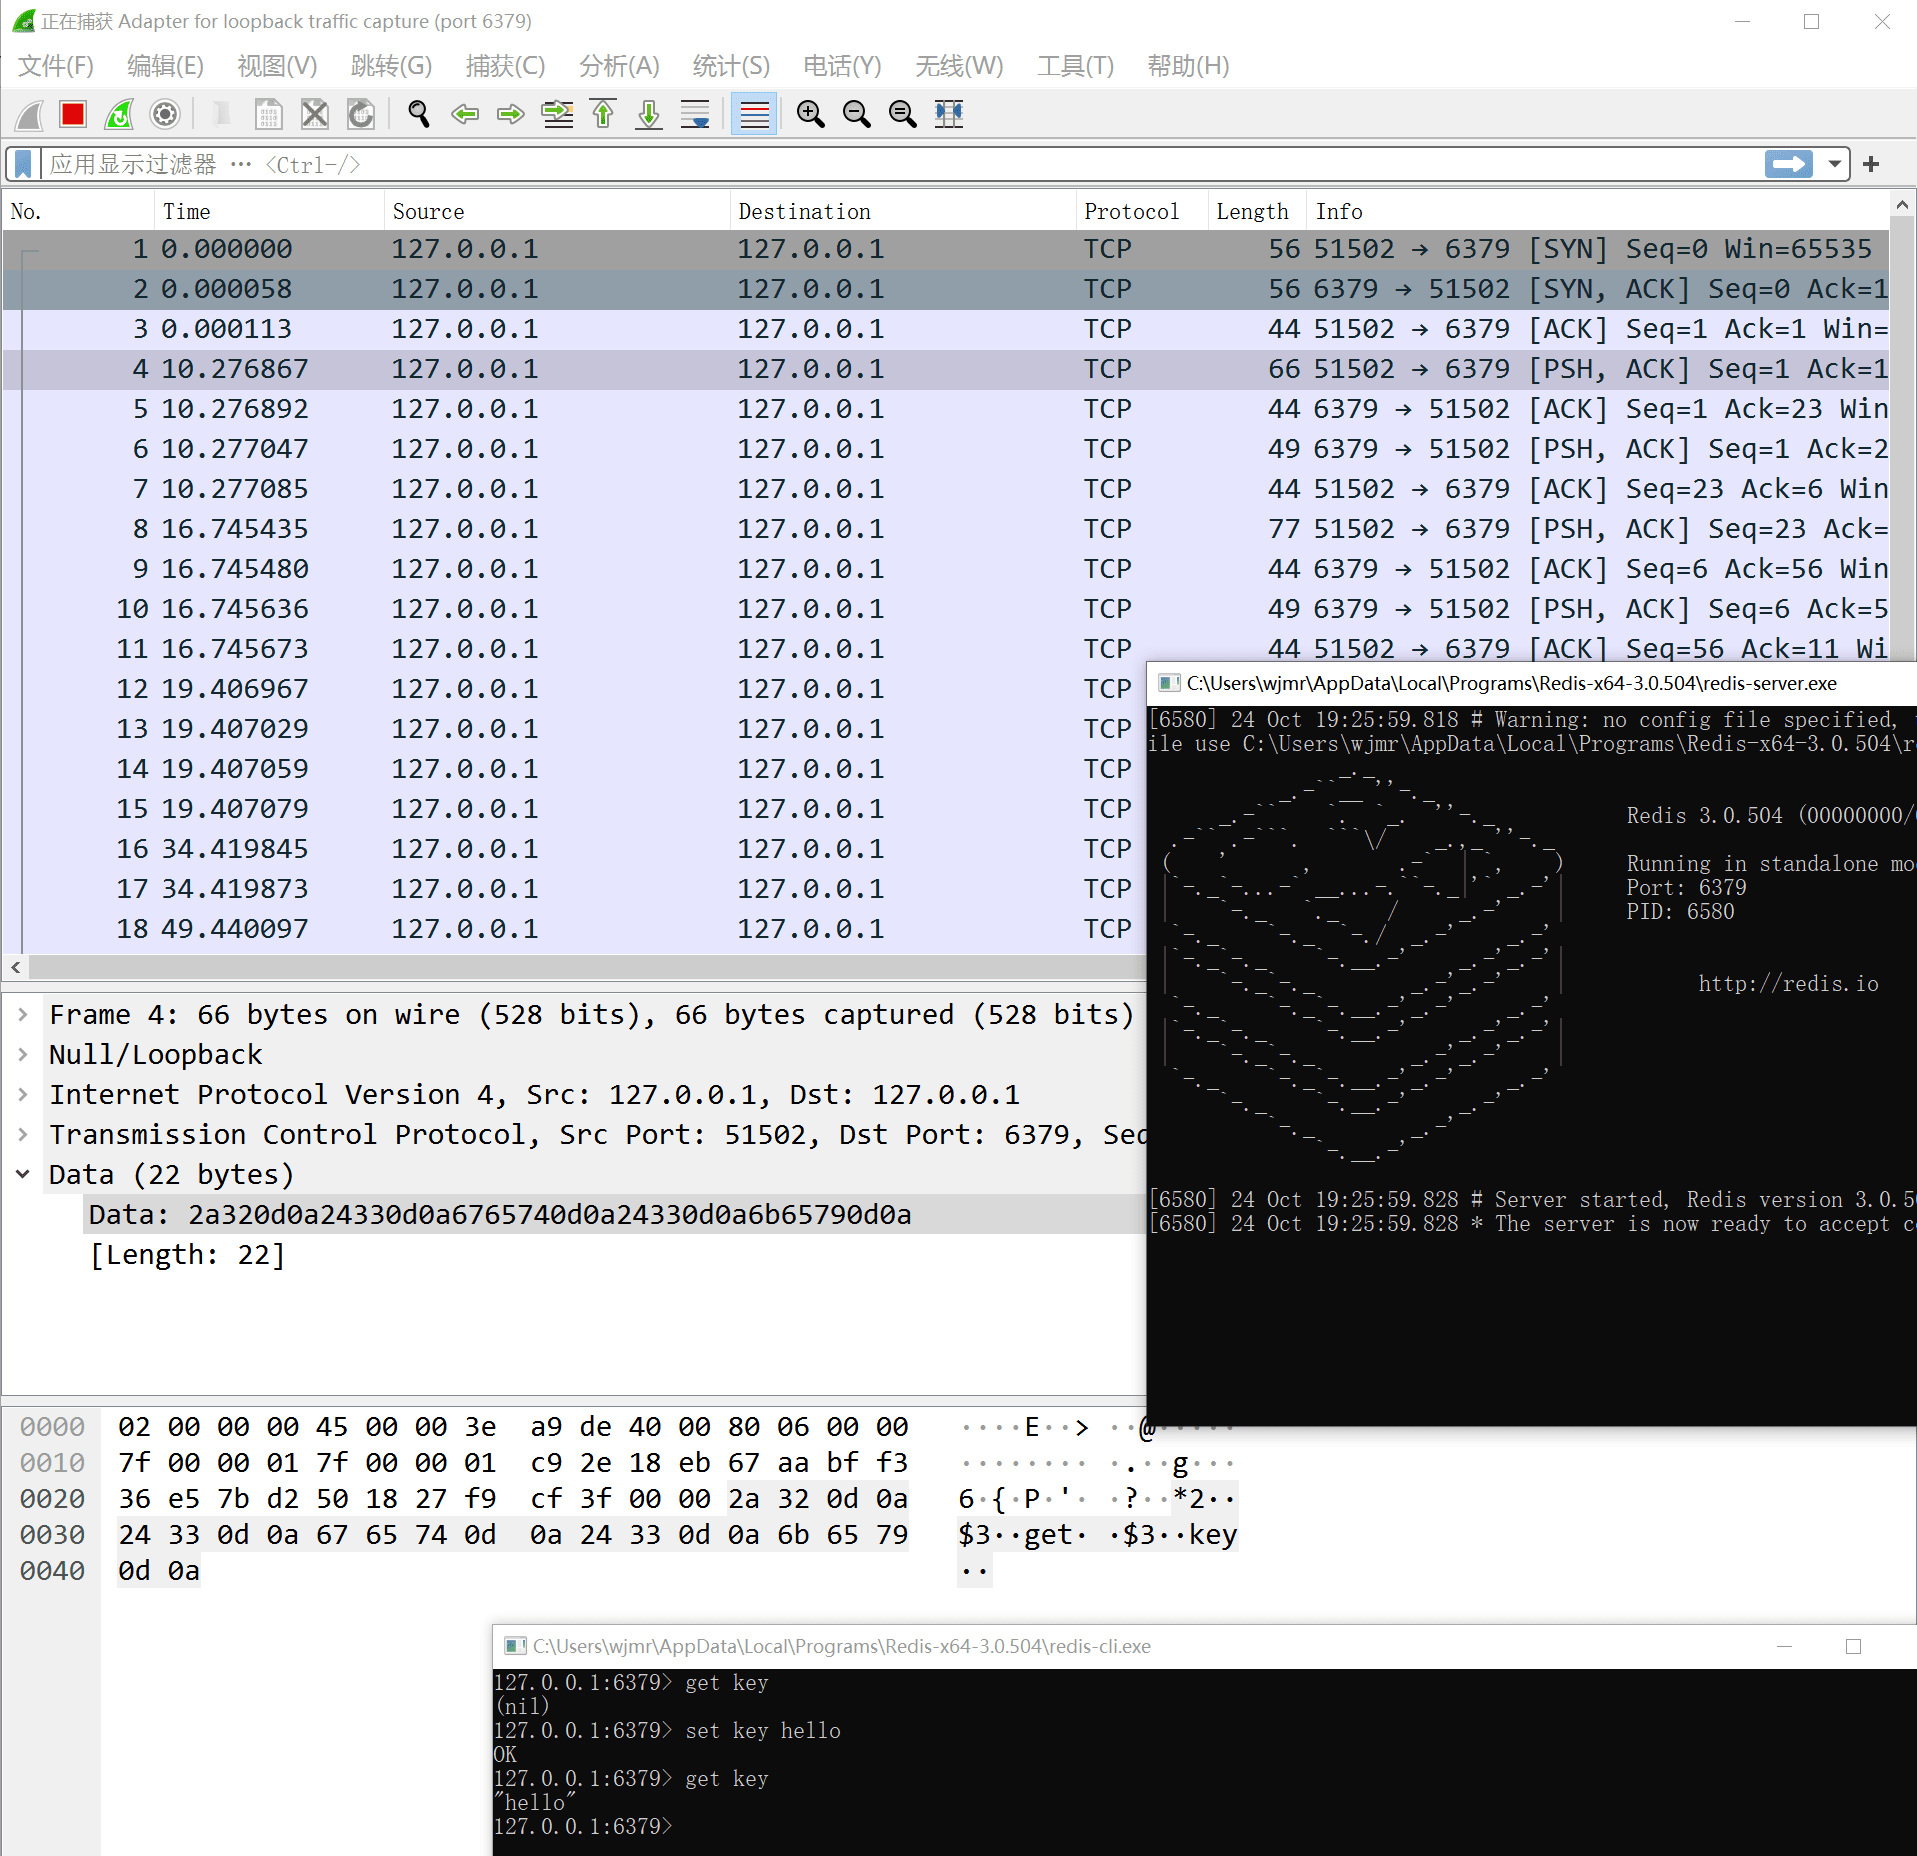 正在捕获 Adapter for loopback traffic capture (port 6379)
文件(F) 编辑(E) 视图(V) 跳转(G) 捕获(C) 分析(A) 统计(S) 电话(Y) 无线(W) 工具(T) 帮助(H)
应用显示过滤器 … <Ctrl-/>
No. Time Source Destination Protocol Length Info
1 0.000000 127.0.0.1 127.0.0.1 TCP 56 51502 → 6379 [SYN] Seq=0 Win=65535
2 0.000058 127.0.0.1 127.0.0.1 TCP 56 6379 → 51502 [SYN, ACK] Seq=0 Ack=1
3 0.000113 127.0.0.1 127.0.0.1 TCP 44 51502 → 6379 [ACK] Seq=1 Ack=1 Win=
4 10.276867 127.0.0.1 127.0.0.1 TCP 66 51502 → 6379 [PSH, ACK] Seq=1 Ack=1
5 10.276892 127.0.0.1 127.0.0.1 TCP 44 6379 → 51502 [ACK] Seq=1 Ack=23 Win
6 10.277047 127.0.0.1 127.0.0.1 TCP 49 6379 → 51502 [PSH, ACK] Seq=1 Ack=2
7 10.277085 127.0.0.1 127.0.0.1 TCP 44 51502 → 6379 [ACK] Seq=23 Ack=6 Win
8 16.745435 127.0.0.1 127.0.0.1 TCP 77 51502 → 6379 [PSH, ACK] Seq=23 Ack=
9 16.745480 127.0.0.1 127.0.0.1 TCP 44 6379 → 51502 [ACK] Seq=6 Ack=56 Win
10 16.745636 127.0.0.1 127.0.0.1 TCP 49 6379 → 51502 [PSH, ACK] Seq=6 Ack=5
11 16.745673 127.0.0.1 127.0.0.1 TCP 44 51502 → 6379 [ACK] Seq=56 Ack=11 Wi
12 19.406967 127.0.0.1 127.0.0.1 TCP
13 19.407029 127.0.0.1 127.0.0.1 TCP
14 19.407059 127.0.0.1 127.0.0.1 TCP
15 19.407079 127.0.0.1 127.0.0.1 TCP
16 34.419845 127.0.0.1 127.0.0.1 TCP
17 34.419873 127.0.0.1 127.0.0.1 TCP
18 49.440097 127.0.0.1 127.0.0.1 TCP
C:\Users\wjmr\AppData\Local\Programs\Redis-x64-3.0.504\redis-server.exe
[6580] 24 Oct 19:25:59.818 # Warning: no config file specified,
ile use C:\Users\wjmr\AppData\Local\Programs\Redis-x64-3.0.504\r
Redis 3.0.504 (00000000/
Running in standalone mo
Port: 6379
PID: 6580
http://redis.io
[6580] 24 Oct 19:25:59.828 # Server started, Redis version 3.0.5
[6580] 24 Oct 19:25:59.828 * The server is now ready to accept c
Frame 4: 66 bytes on wire (528 bits), 66 bytes captured (528 bits)
Null/Loopback
Internet Protocol Version 4, Src: 127.0.0.1, Dst: 127.0.0.1
Transmission Control Protocol, Src Port: 51502, Dst Port: 6379, Sec
Data (22 bytes)
Data: 2a320d0a24330d0a6765740d0a24330d0a6b65790d0a
[Length: 22]
0000 02 00 00 00 45 00 00 3e a9 de 40 00 80 06 00 00 ····E··> ··@·····
0010 7f 00 00 01 7f 00 00 01 c9 2e 18 eb 67 aa bf f3 ········ ·.··g···
0020 36 e5 7b d2 50 18 27 f9 cf 3f 00 00 2a 32 0d 0a 6·{·P·'· ·?··*2··
0030 24 33 0d 0a 67 65 74 0d 0a 24 33 0d 0a 6b 65 79 $3··get· ·$3··key
0040 0d 0a ··
C:\Users\wjmr\AppData\Local\Programs\Redis-x64-3.0.504\redis-cli.exe
127.0.0.1:6379> get key
(nil)
127.0.0.1:6379> set key hello
OK
127.0.0.1:6379> get key
"hello"
127.0.0.1:6379>